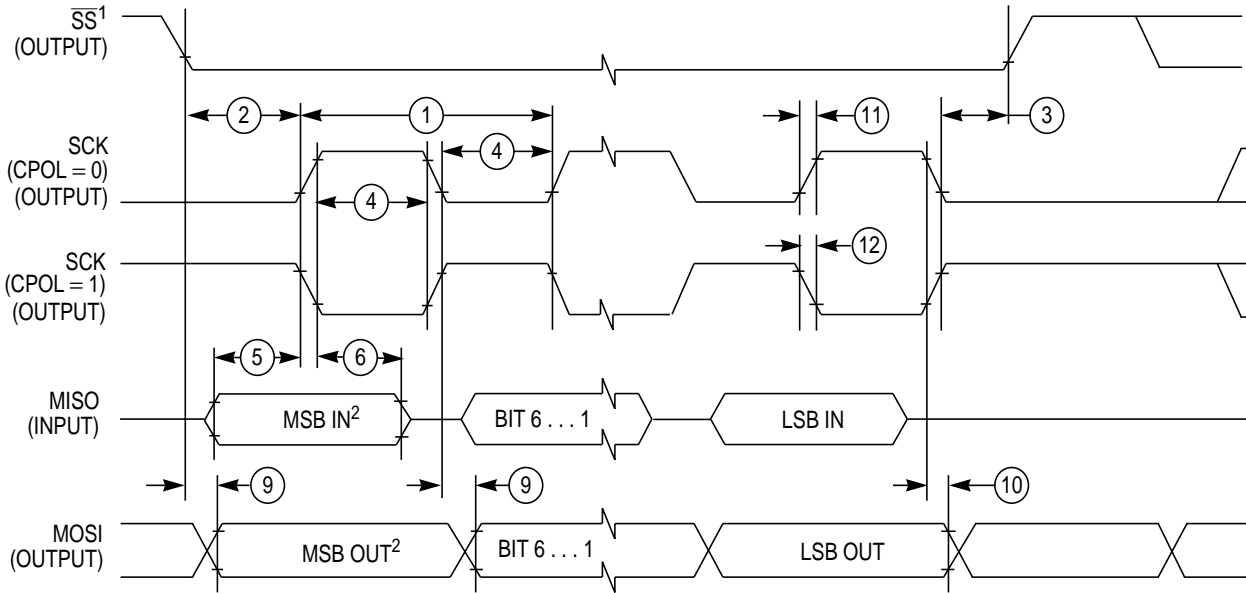 SS¹
(OUTPUT)
2
1
11
3
SCK
(CPOL = 0)
(OUTPUT)
4
4
12
SCK
(CPOL = 1)
(OUTPUT)
5
6
MISO
(INPUT)
MSB IN²
BIT 6 . . . 1
LSB IN
9
9
10
MOSI
(OUTPUT)
MSB OUT²
BIT 6 . . . 1
LSB OUT